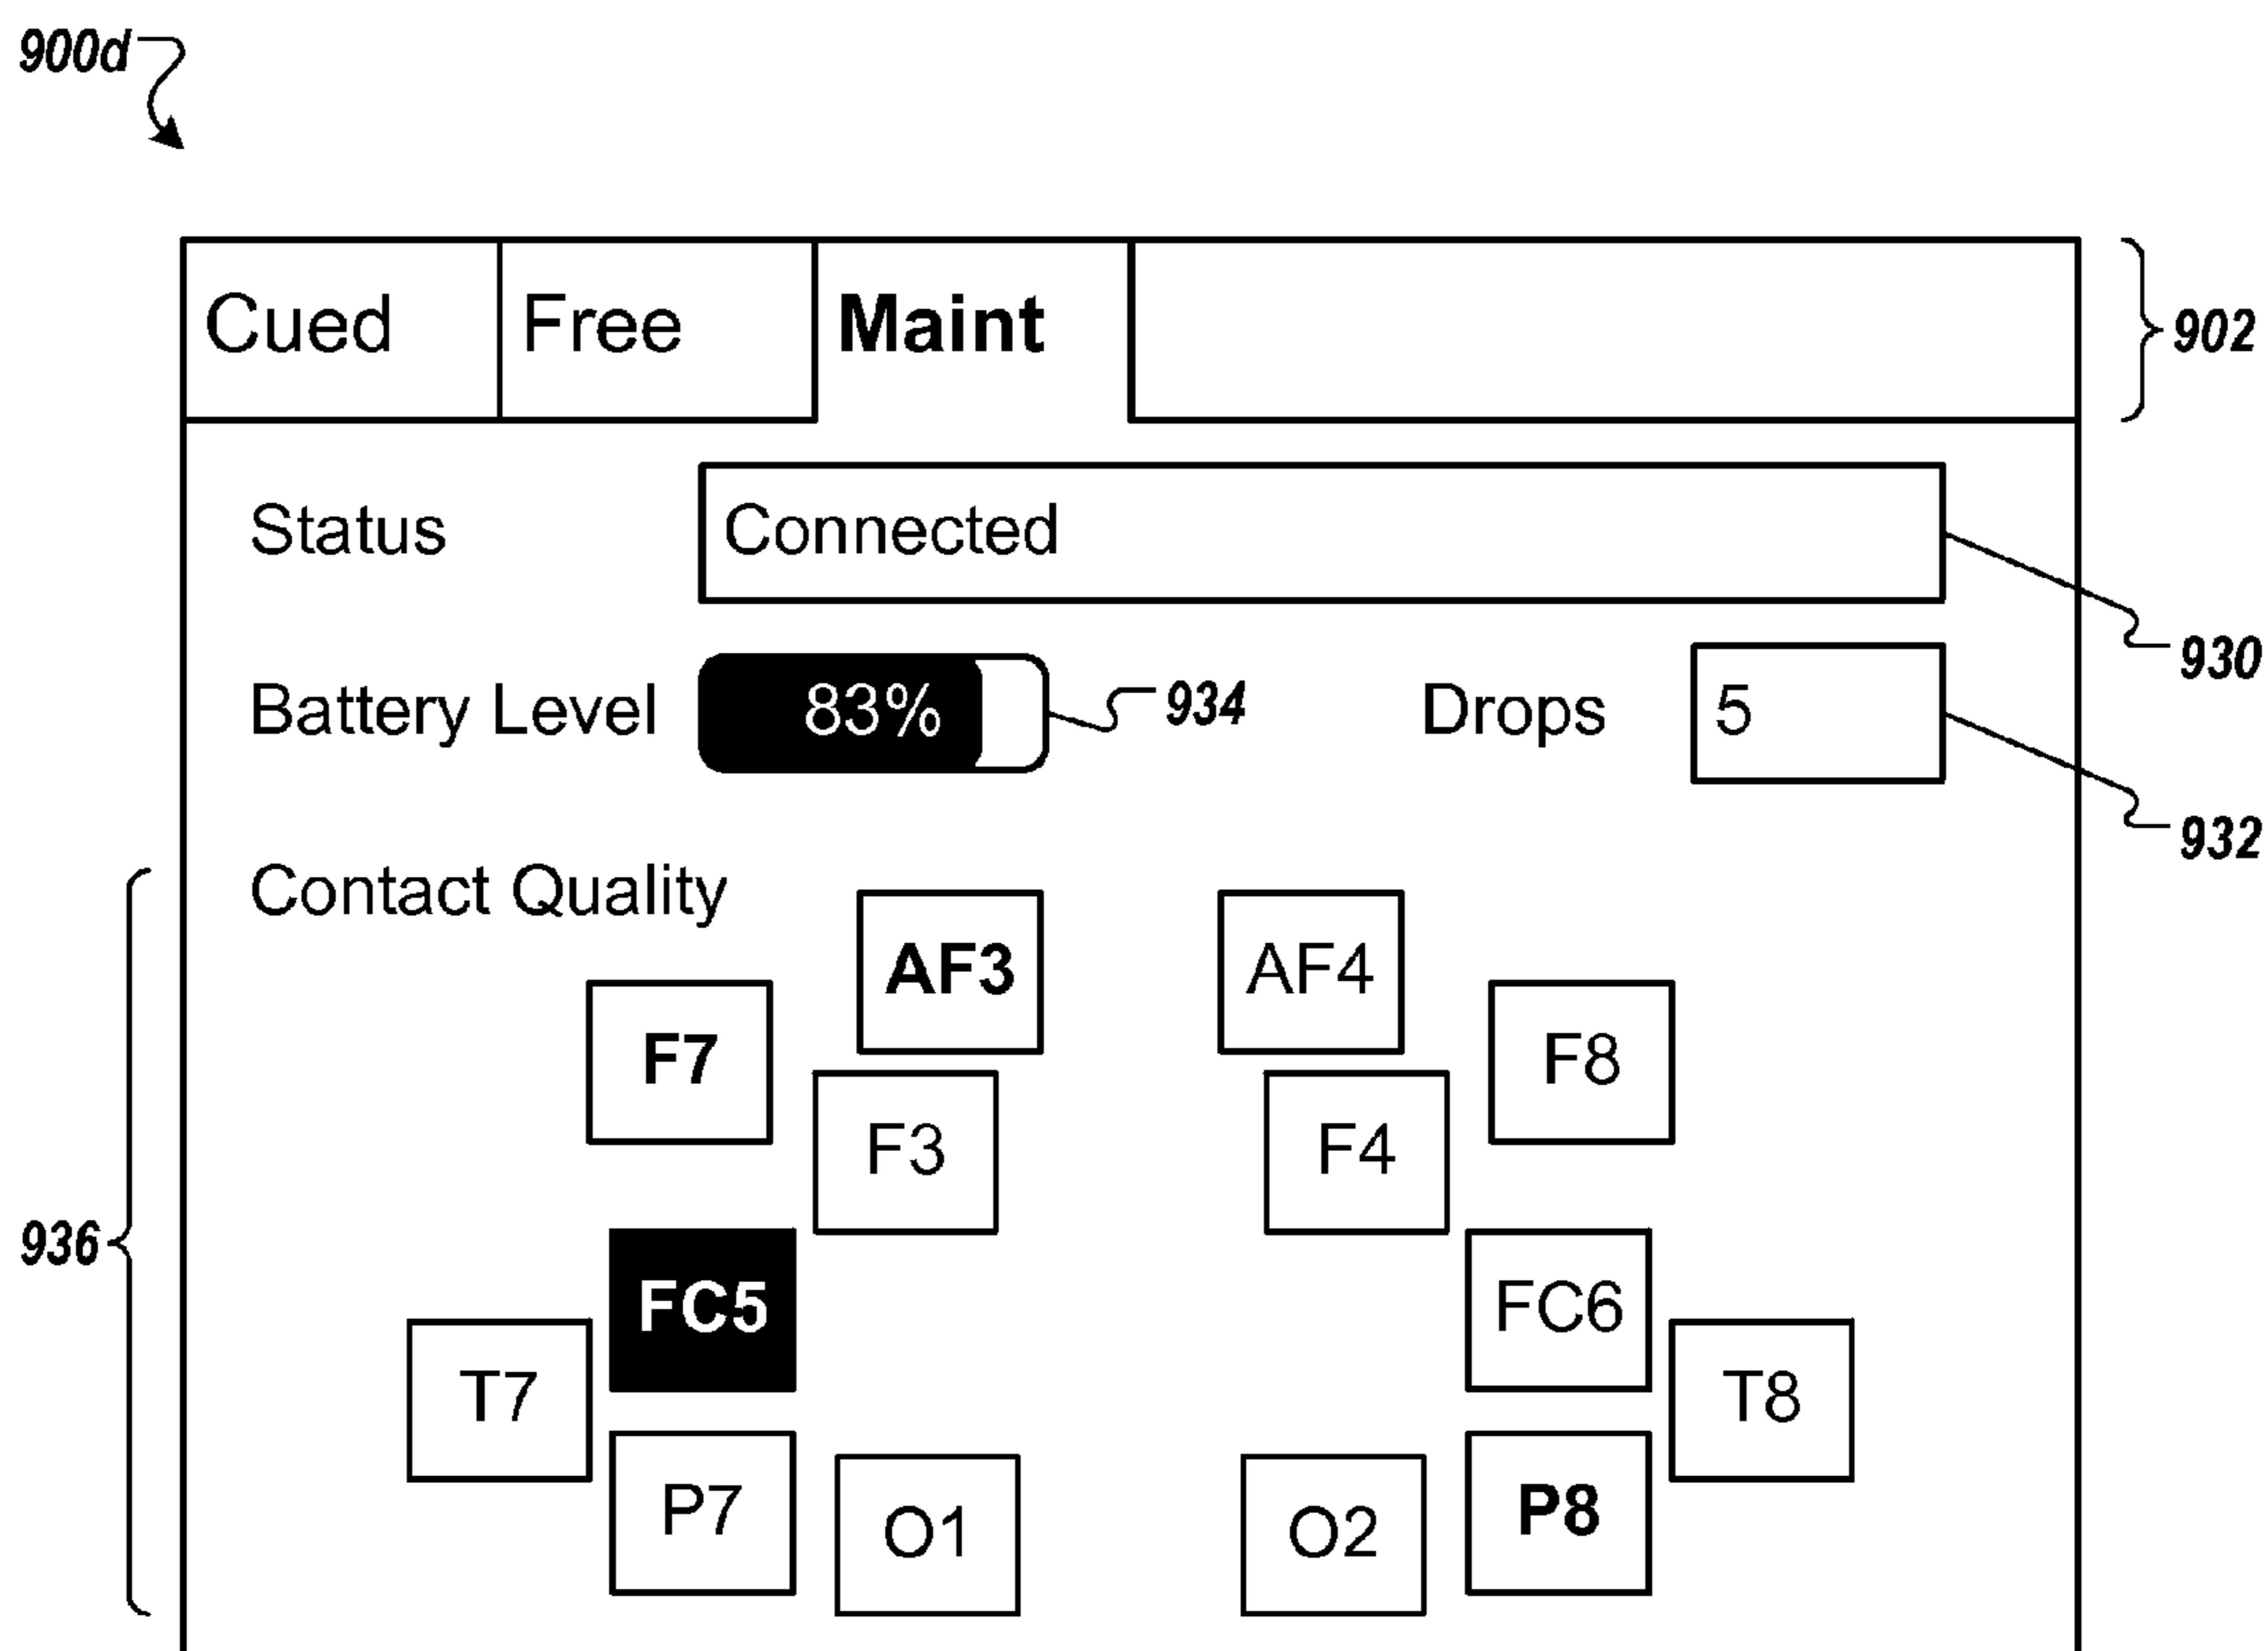 900d
Cued Free Maint
902
Status Connected
930
Battery Level 83% 934 Drops 5
932
Contact Quality
AF3 AF4
F7 F8
F3 F4
936
FC5 FC6
T7 T8
P7 P8
O1 O2